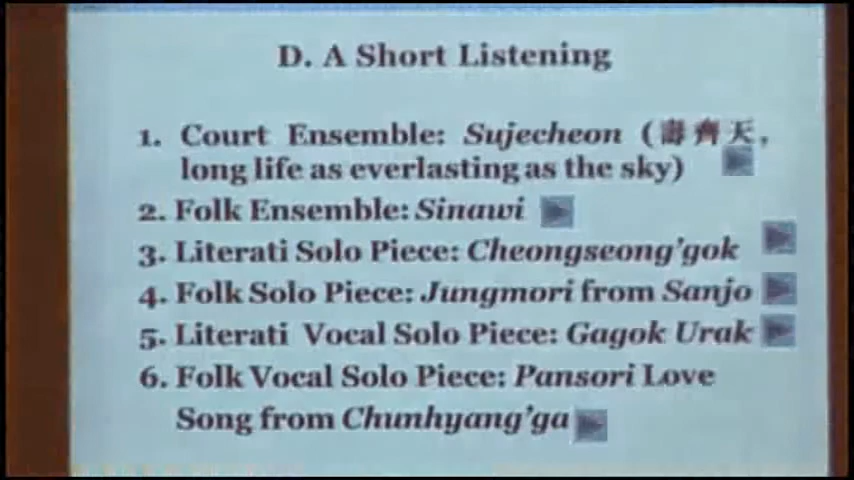 D. A Short Listening
1. Court Ensemble: Sujecheon (壽齊天,
long life as everlasting as the sky)
2. Folk Ensemble: Sinawi
3. Literati Solo Piece: Cheongseong'gok
4. Folk Solo Piece: Jungmori from Sanjo
5. Literati Vocal Solo Piece: Gagok Urak
6. Folk Vocal Solo Piece: Pansori Love
Song from Chunhyang'ga